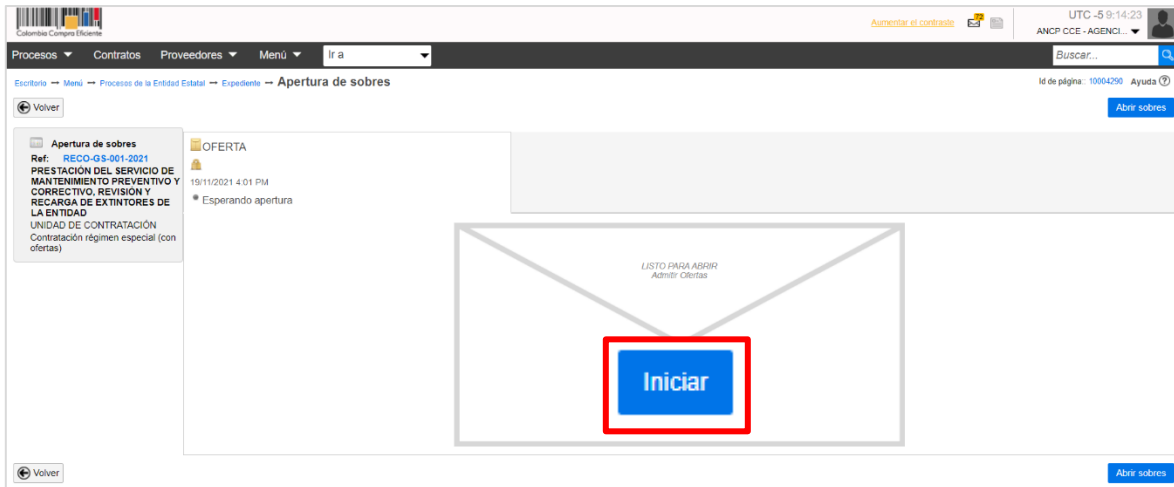 Colombia Compra Eficiente
Aumentar el contraste
72
UTC -5 9:14:23
ANCP CCE - AGENCI...
Procesos Contratos Proveedores Menú Ir a
Buscar...
Escritorio → Menú → Procesos de la Entidad Estatal → Expediente → Apertura de sobres
Id de página:: 10004290 Ayuda ?
Volver
Abrir sobres
Apertura de sobres
Ref: RECO-GS-001-2021
PRESTACIÓN DEL SERVICIO DE
MANTENIMIENTO PREVENTIVO Y
CORRECTIVO, REVISIÓN Y
RECARGA DE EXTINTORES DE
LA ENTIDAD
UNIDAD DE CONTRATACIÓN
Contratación régimen especial (con
ofertas)
OFERTA
19/11/2021 4:01 PM
Esperando apertura
LISTO PARA ABRIR
Admitir Ofertas
Iniciar
Volver
Abrir sobres